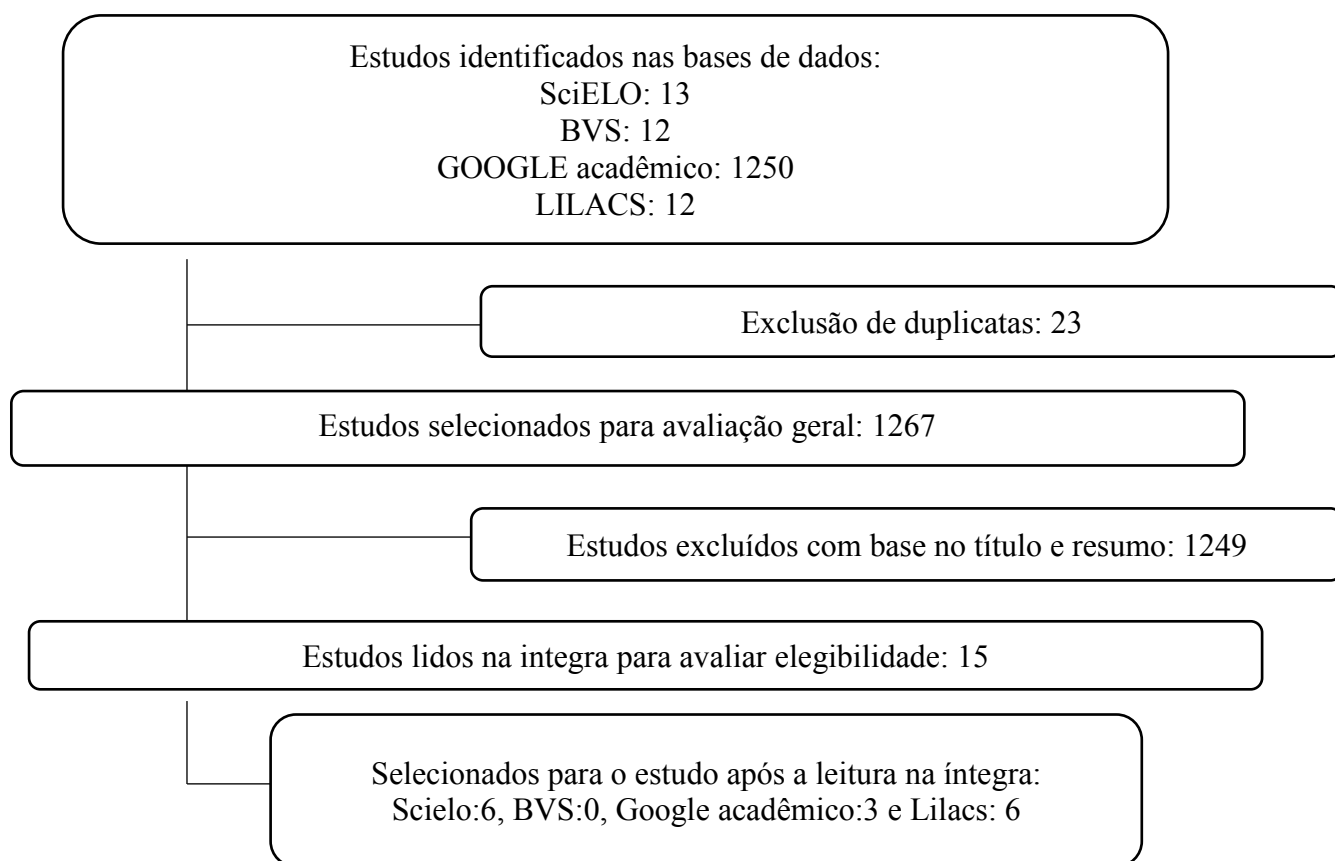 Estudos identificados nas bases de dados:
SciELO: 13
BVS: 12
GOOGLE acadêmico: 1250
LILACS: 12
Exclusão de duplicatas: 23
Estudos selecionados para avaliação geral: 1267
Estudos excluídos com base no título e resumo: 1249
Estudos lidos na integra para avaliar elegibilidade: 15
Selecionados para o estudo após a leitura na íntegra:
Scielo:6, BVS:0, Google acadêmico:3 e Lilacs: 6